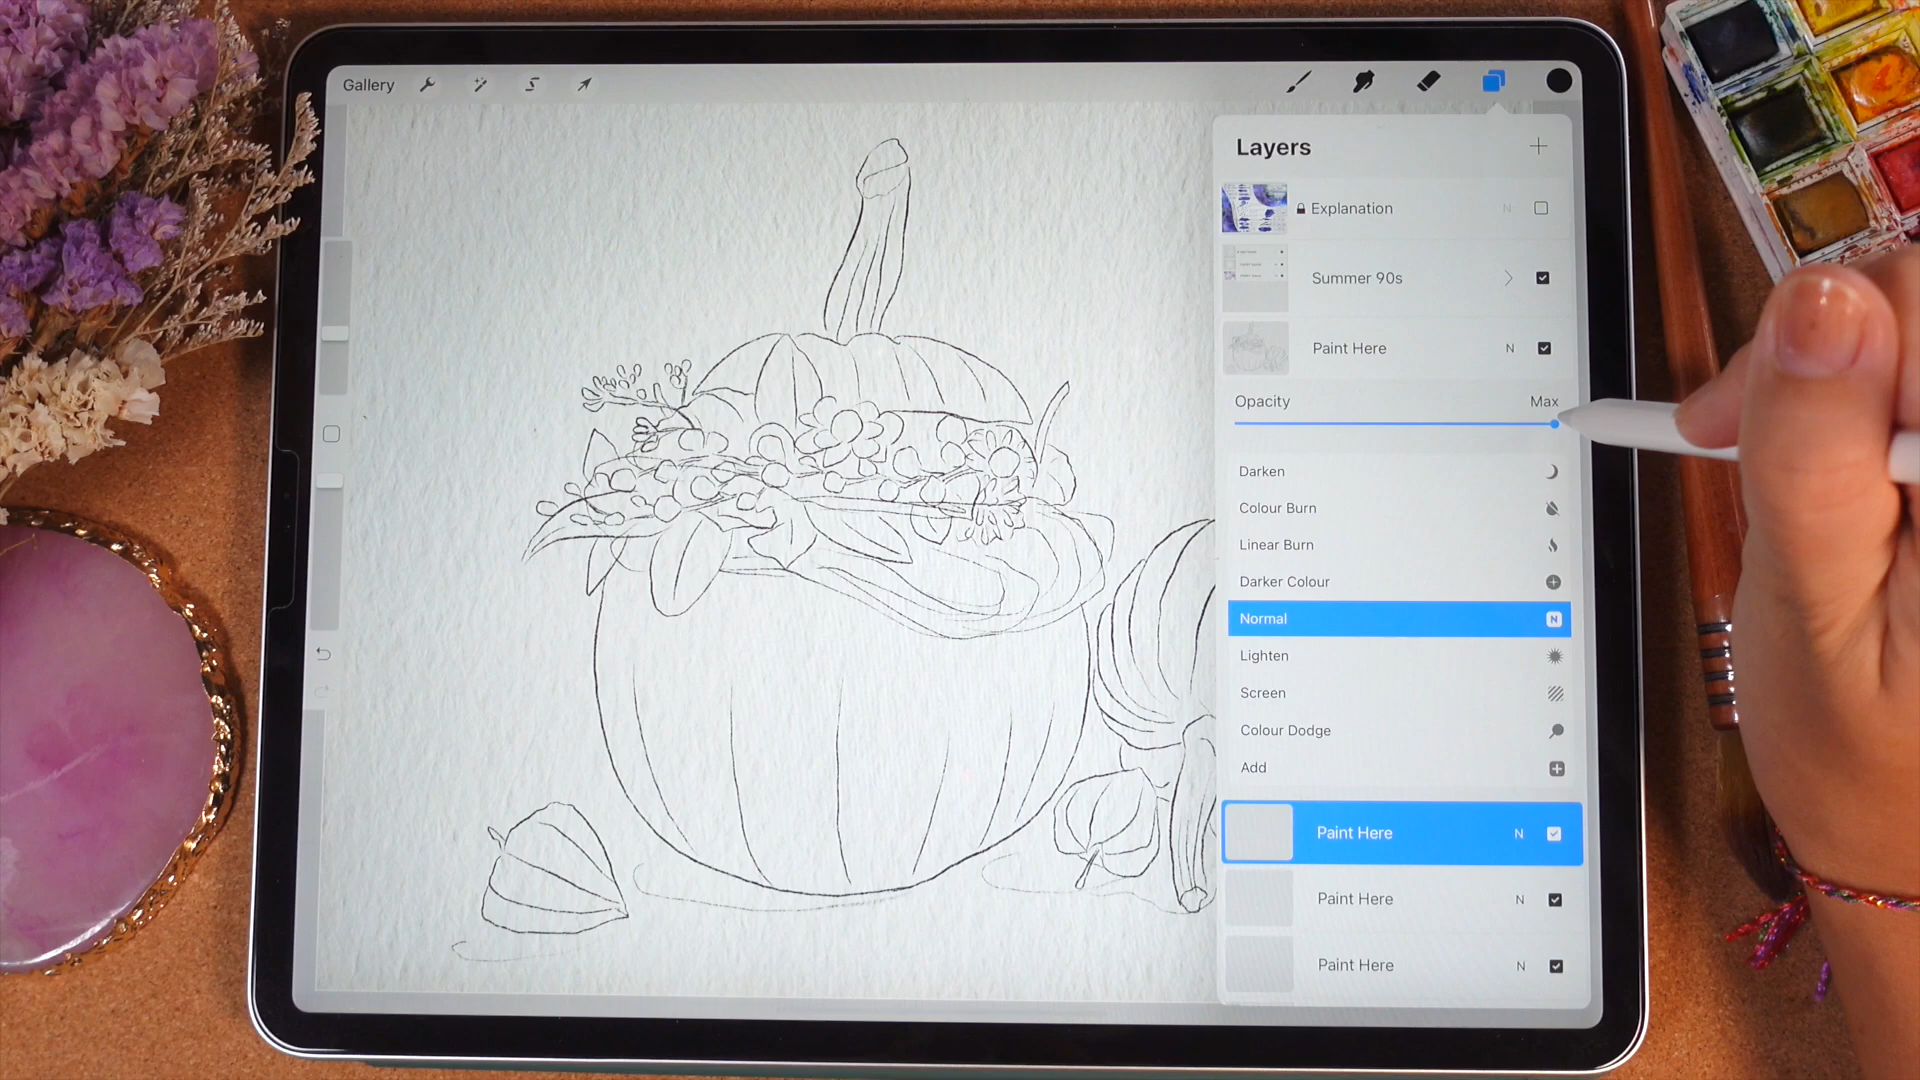 Gallery
Layers
Explanation N
Summer 90s
Paint Here N
Opacity Max
Darken
Colour Burn
Linear Burn
Darker Colour
Normal N
Lighten
Screen
Colour Dodge
Add
Paint Here N
Paint Here N
Paint Here N